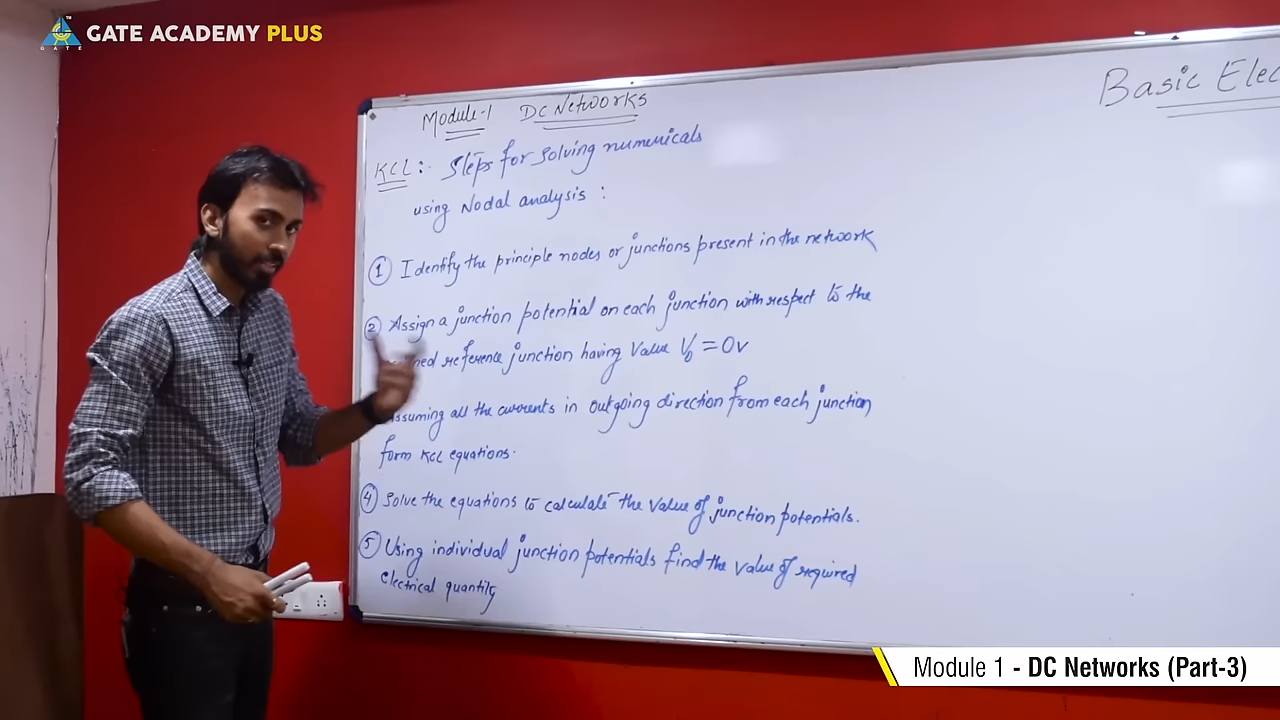 GATE ACADEMY PLUS
GATE
Module-1 DC Networks
Basic Elec
KCL:- Steps for solving numericals
using Nodal analysis :
① Identify the principle nodes or junctions present in the network
② Assign a junction potential on each junction with respect to the
reference junction having value V₀ = 0v
Assuming all the currents in outgoing direction from each junction
form KCL equations.
④ Solve the equations to calculate the value of junction potentials.
⑤ Using individual junction potentials find the value of required
electrical quantity
Module 1 - DC Networks (Part-3)